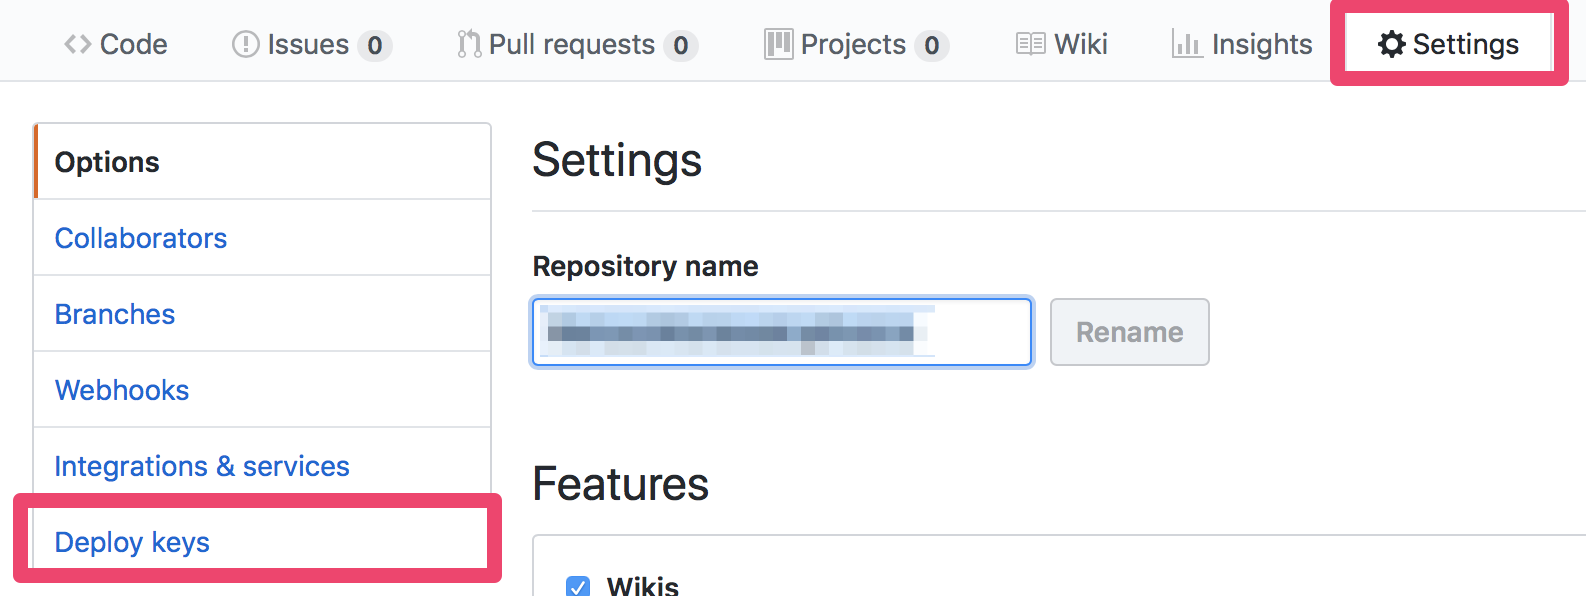 Code Issues 0 Pull requests 0 Projects 0 Wiki Insights Settings
Options
Collaborators
Branches
Webhooks
Integrations & services
Deploy keys
Settings
Repository name
Rename
Features
Wikis